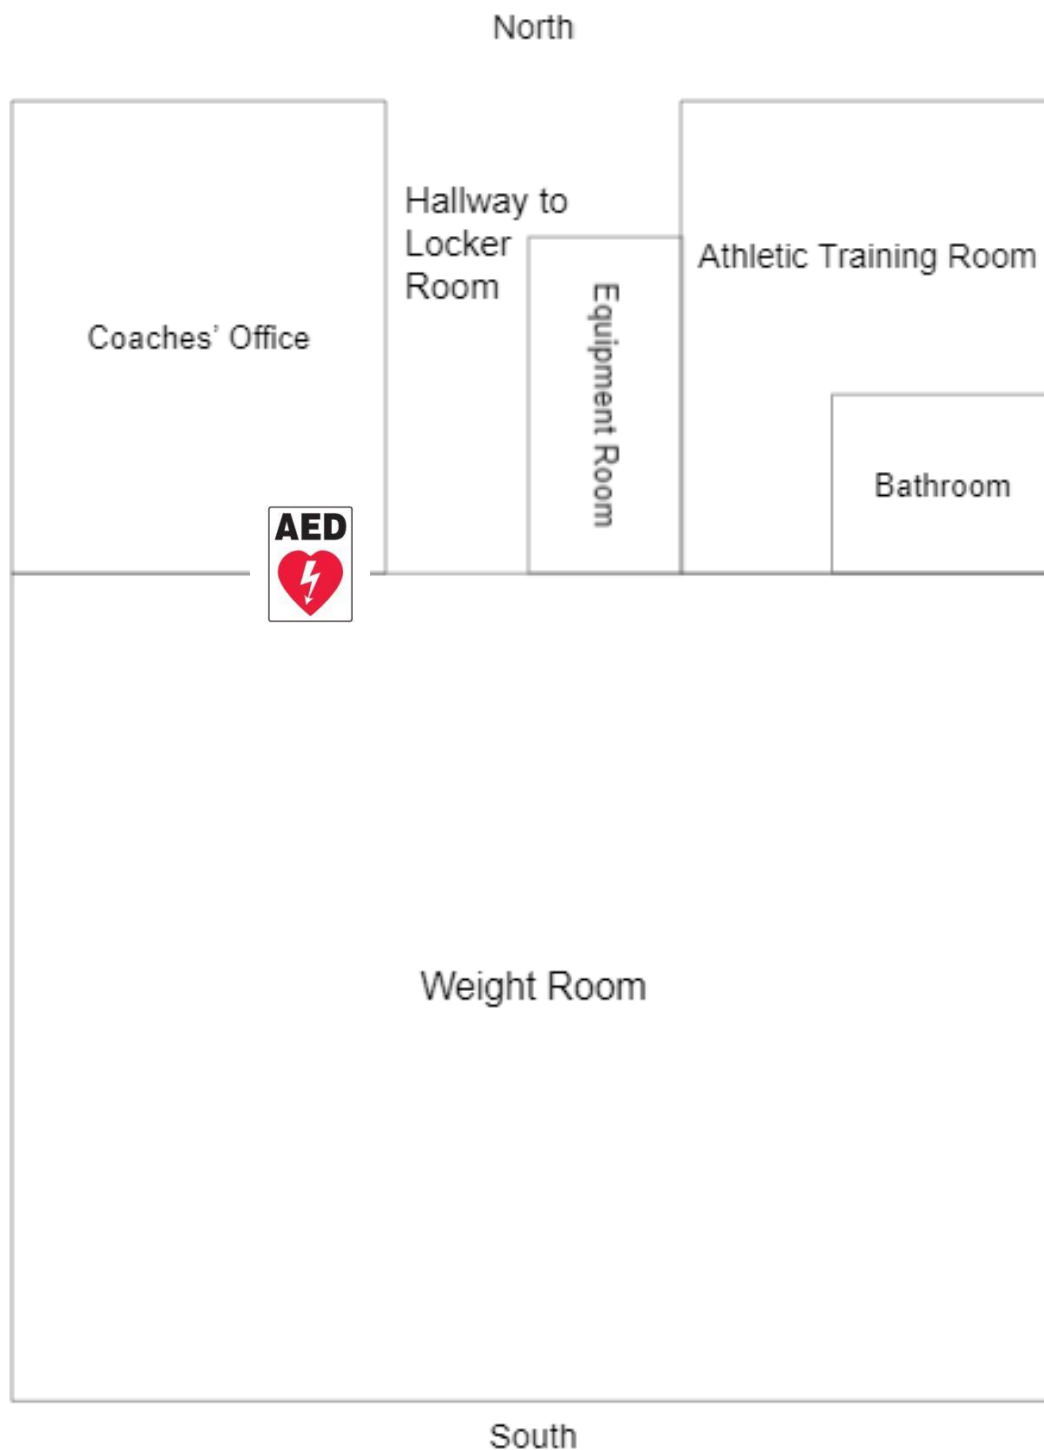 North
Hallway to
Locker
Room
Athletic Training Room
Equipment Room
Coaches’ Office
Bathroom
AED
Weight Room
South